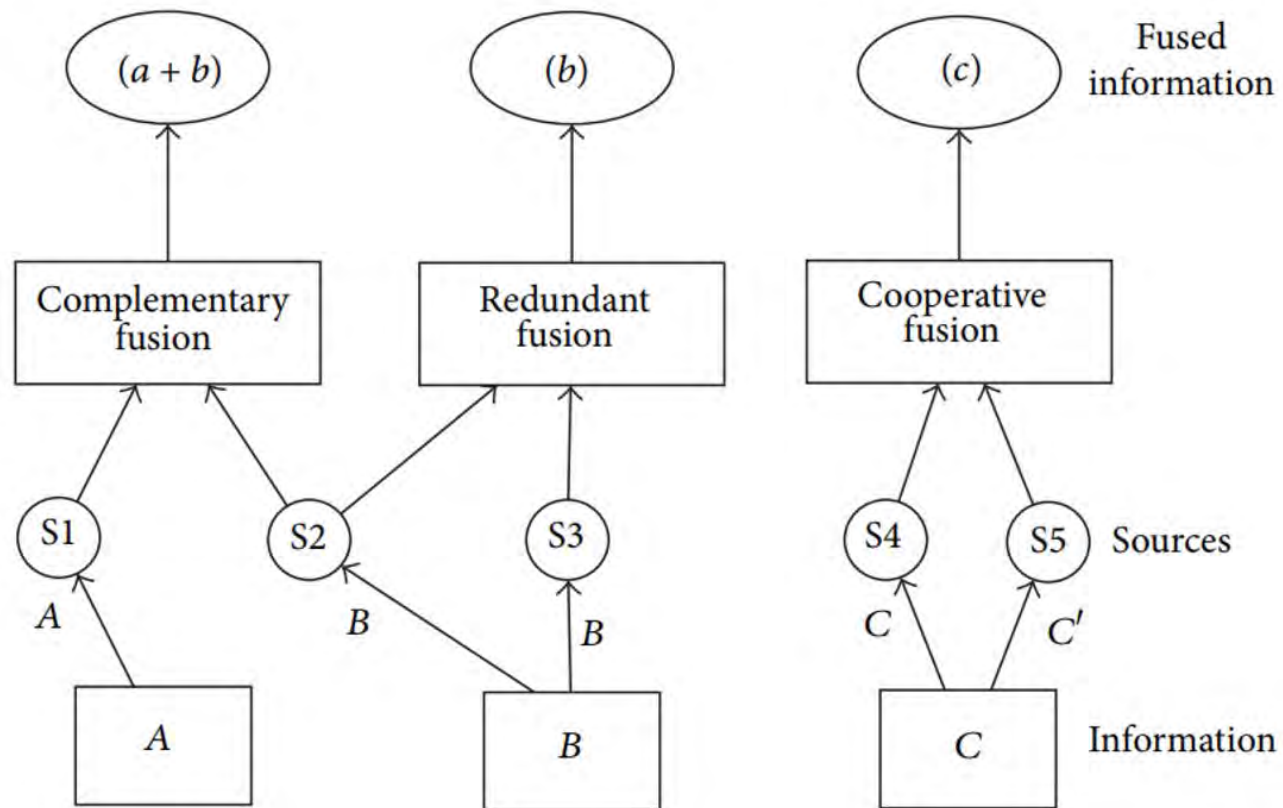 (a + b)
(b)
(c)
Fused
information
Complementary
fusion
Redundant
fusion
Cooperative
fusion
S1
S2
S3
S4
S5
Sources
A
B
B
C
C′
A
B
C
Information